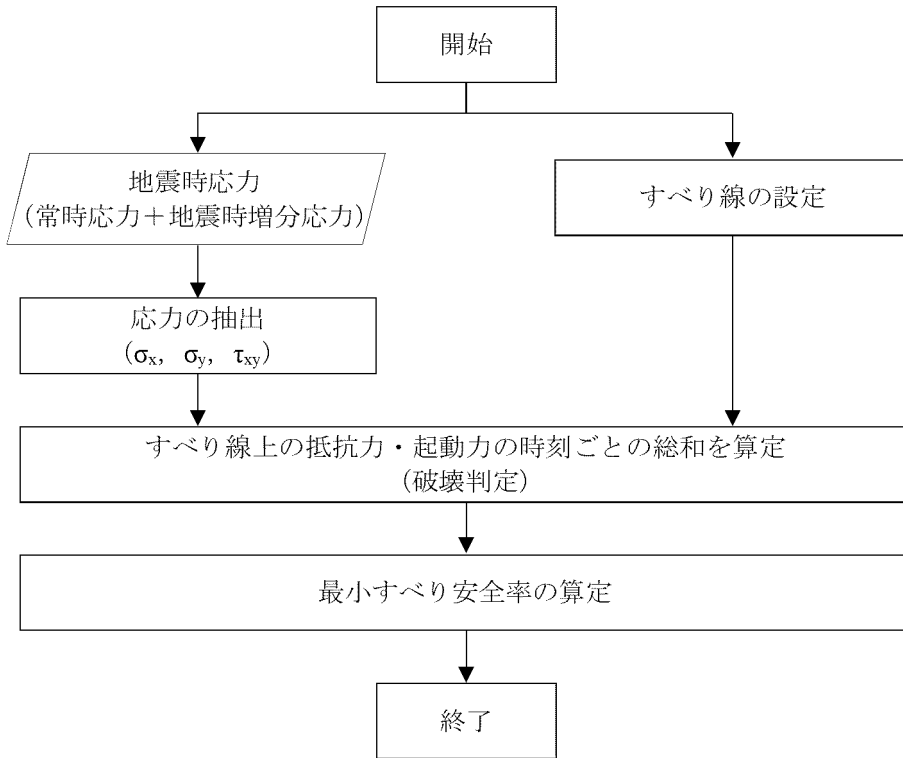 開始
地震時応力
（常時応力＋地震時増分応力）
すべり線の設定
応力の抽出
（σx, σy, τxy）
すべり線上の抵抗力・起動力の時刻ごとの総和を算定
（破壊判定）
最小すべり安全率の算定
終了